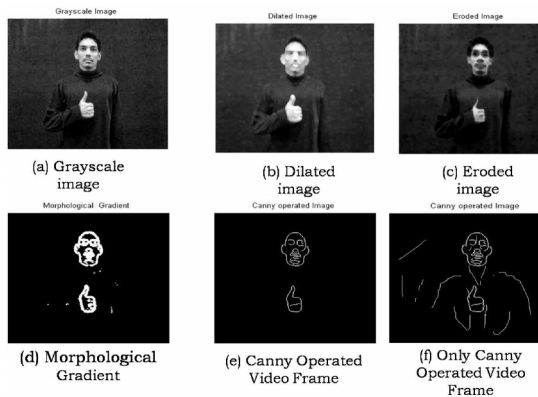 Grayscale Image
Dilated Image
Eroded Image
(a) Grayscale
image
(b) Dilated
image
(c) Eroded
image
Morphological Gradient
Canny operated Image
Canny operated Image
(d) Morphological
Gradient
(e) Canny Operated
Video Frame
(f) Only Canny
Operated Video
Frame